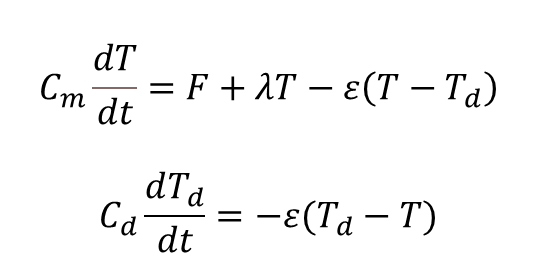 C_m dT/dt = F + λT − ε(T − T_d)
C_d dT_d/dt = −ε(T_d − T)